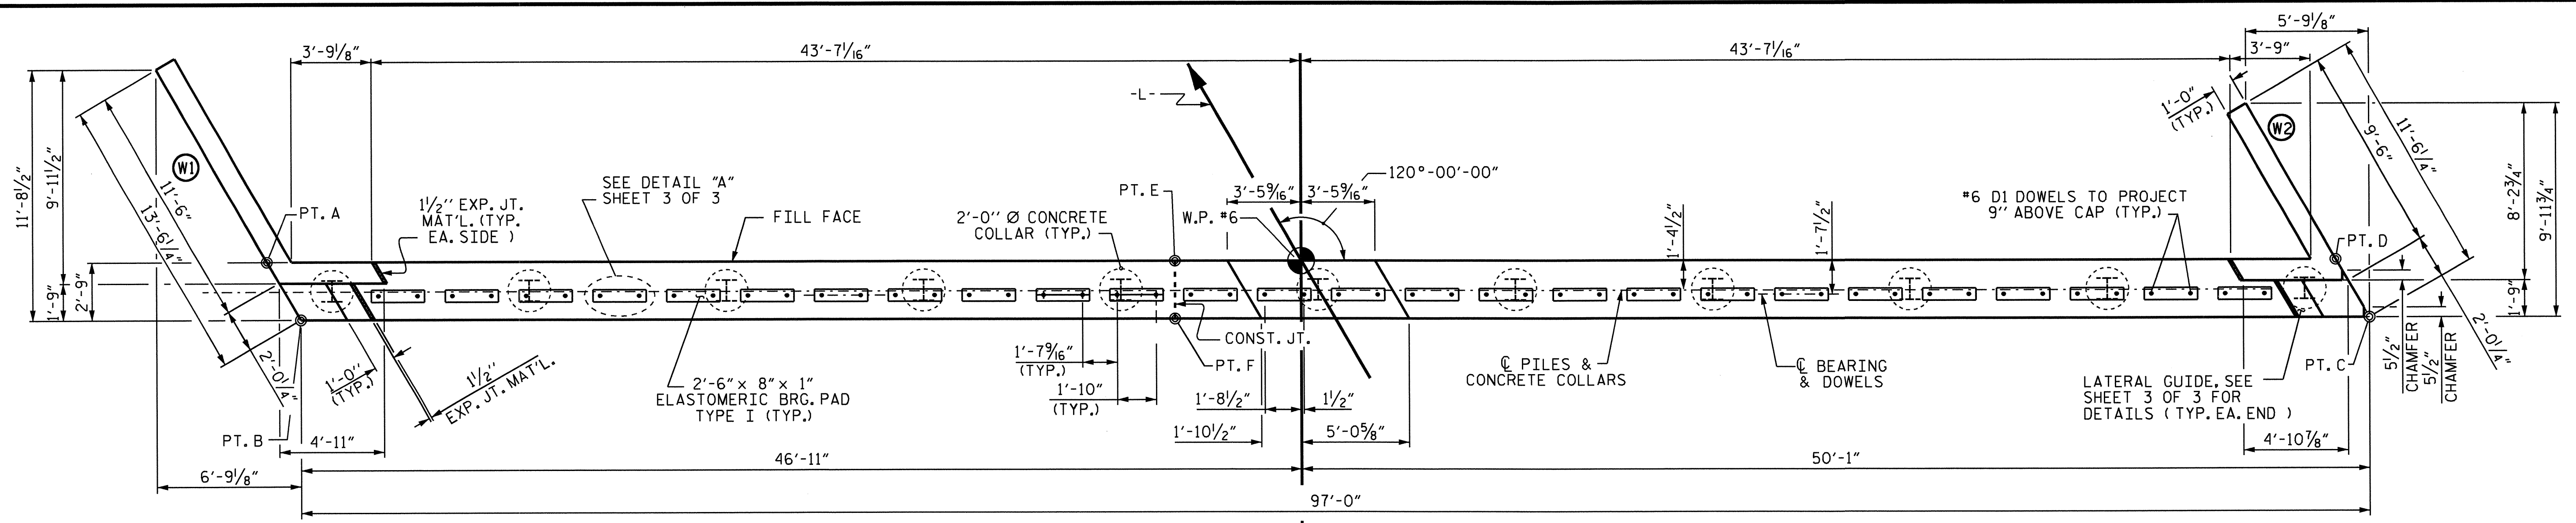 5'-9 1/8"
3'-9 1/8"
43'-7 1/16"
43'-7 1/16"
3'-9"
-L-
1'-0"
(TYP.)
W1
W2
11'-8 1/2"
9'-11 1/2"
11'-6"
13'-6 1/4"
9'-6"
11'-6 1/4"
8'-2 3/4"
9'-11 3/4"
1'-9"
2'-9"
PT. A
1 1/2" EXP. JT.
MAT'L. (TYP.
EA. SIDE )
SEE DETAIL "A"
SHEET 3 OF 3
FILL FACE
2'-0" Ø CONCRETE
COLLAR (TYP.)
PT. E
W.P. #6
3'-5 9/16"
3'-5 9/16"
120°-00'-00"
1'-4 1/2"
1'-7 1/2"
#6 D1 DOWELS TO PROJECT
9" ABOVE CAP (TYP.)
PT. D
1'-9"
2'-0 1/4"
5 1/2"
CHAMFER
5 1/2"
CHAMFER
2'-0 1/4"
1'-0"
(TYP.)
1 1/2"
EXP. JT. MAT'L.
PT. B
4'-11"
6'-9 1/8"
2'-6" x 8" x 1"
ELASTOMERIC BRG. PAD
TYPE I (TYP.)
1'-7 9/16"
(TYP.)
1'-10"
(TYP.)
CONST. JT.
PT. F
1'-8 1/2"
1 1/2"
1'-10 1/2"
5'-0 5/8"
℄ PILES &
CONCRETE COLLARS
℄ BEARING
& DOWELS
LATERAL GUIDE, SEE
SHEET 3 OF 3 FOR
DETAILS ( TYP. EA. END )
PT. C
4'-10 7/8"
46'-11"
50'-1"
97'-0"